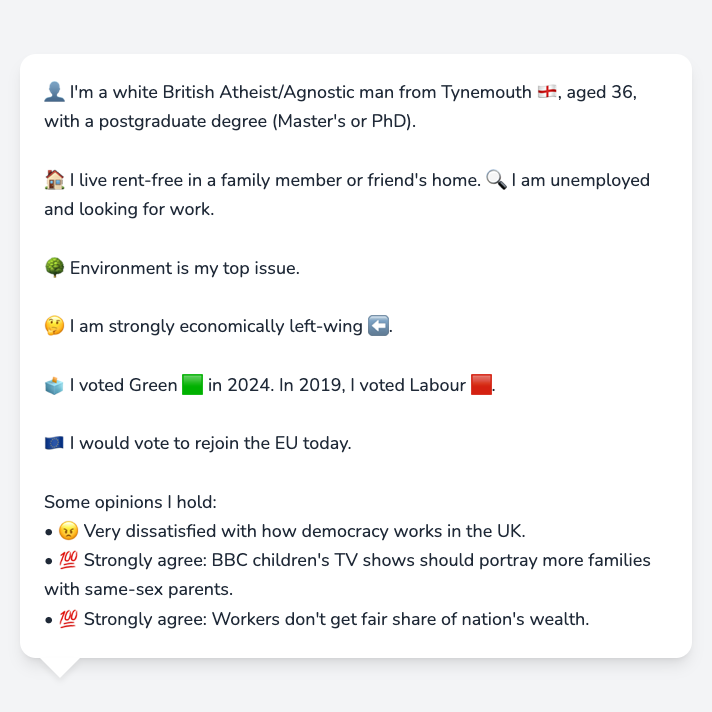 👤 I'm a white British Atheist/Agnostic man from Tynemouth 🏴󠁧󠁢󠁥󠁮󠁧󠁿, aged 36,
with a postgraduate degree (Master's or PhD).
🏠 I live rent-free in a family member or friend's home. 🔍 I am unemployed
and looking for work.
🌳 Environment is my top issue.
🤔 I am strongly economically left-wing ⬅️.
🗳️ I voted Green 🟩 in 2024. In 2019, I voted Labour 🟥.
🇪🇺 I would vote to rejoin the EU today.
Some opinions I hold:
• 😠 Very dissatisfied with how democracy works in the UK.
• 💯 Strongly agree: BBC children's TV shows should portray more families
with same-sex parents.
• 💯 Strongly agree: Workers don't get fair share of nation's wealth.